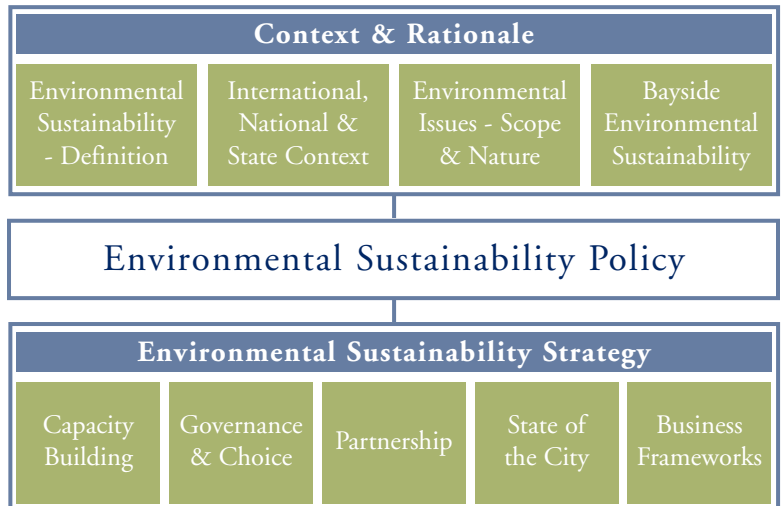 Context & Rationale
Environmental
Sustainability
- Definition
International,
National &
State Context
Environmental
Issues - Scope
& Nature
Bayside
Environmental
Sustainability
Environmental Sustainability Policy
Environmental Sustainability Strategy
Capacity
Building
Governance
& Choice
Partnership
State of
the City
Business
Frameworks